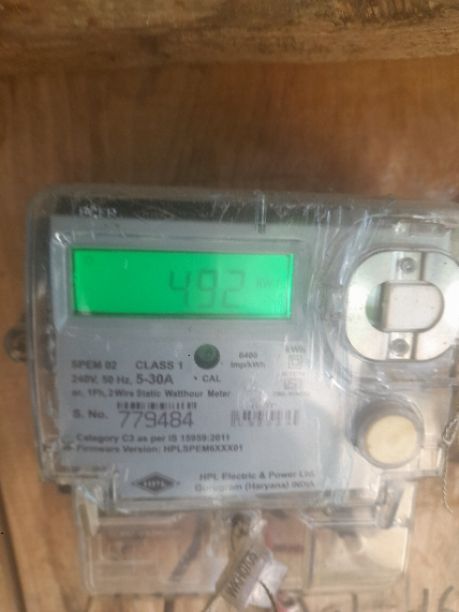 492
SPEM 02 CLASS 1 6400 kWh
240V, 50 Hz, 5-30A CAL Imp/kWh
ac, 1Ph, 2Wire Static Watthour Meter
S. No. 779484
Category C3 as per IS 15959:2011
Firmware Version: HPLSPEM6XXX01
HPL HPL Electric & Power Ltd.
Gurugram (Haryana) INDIA